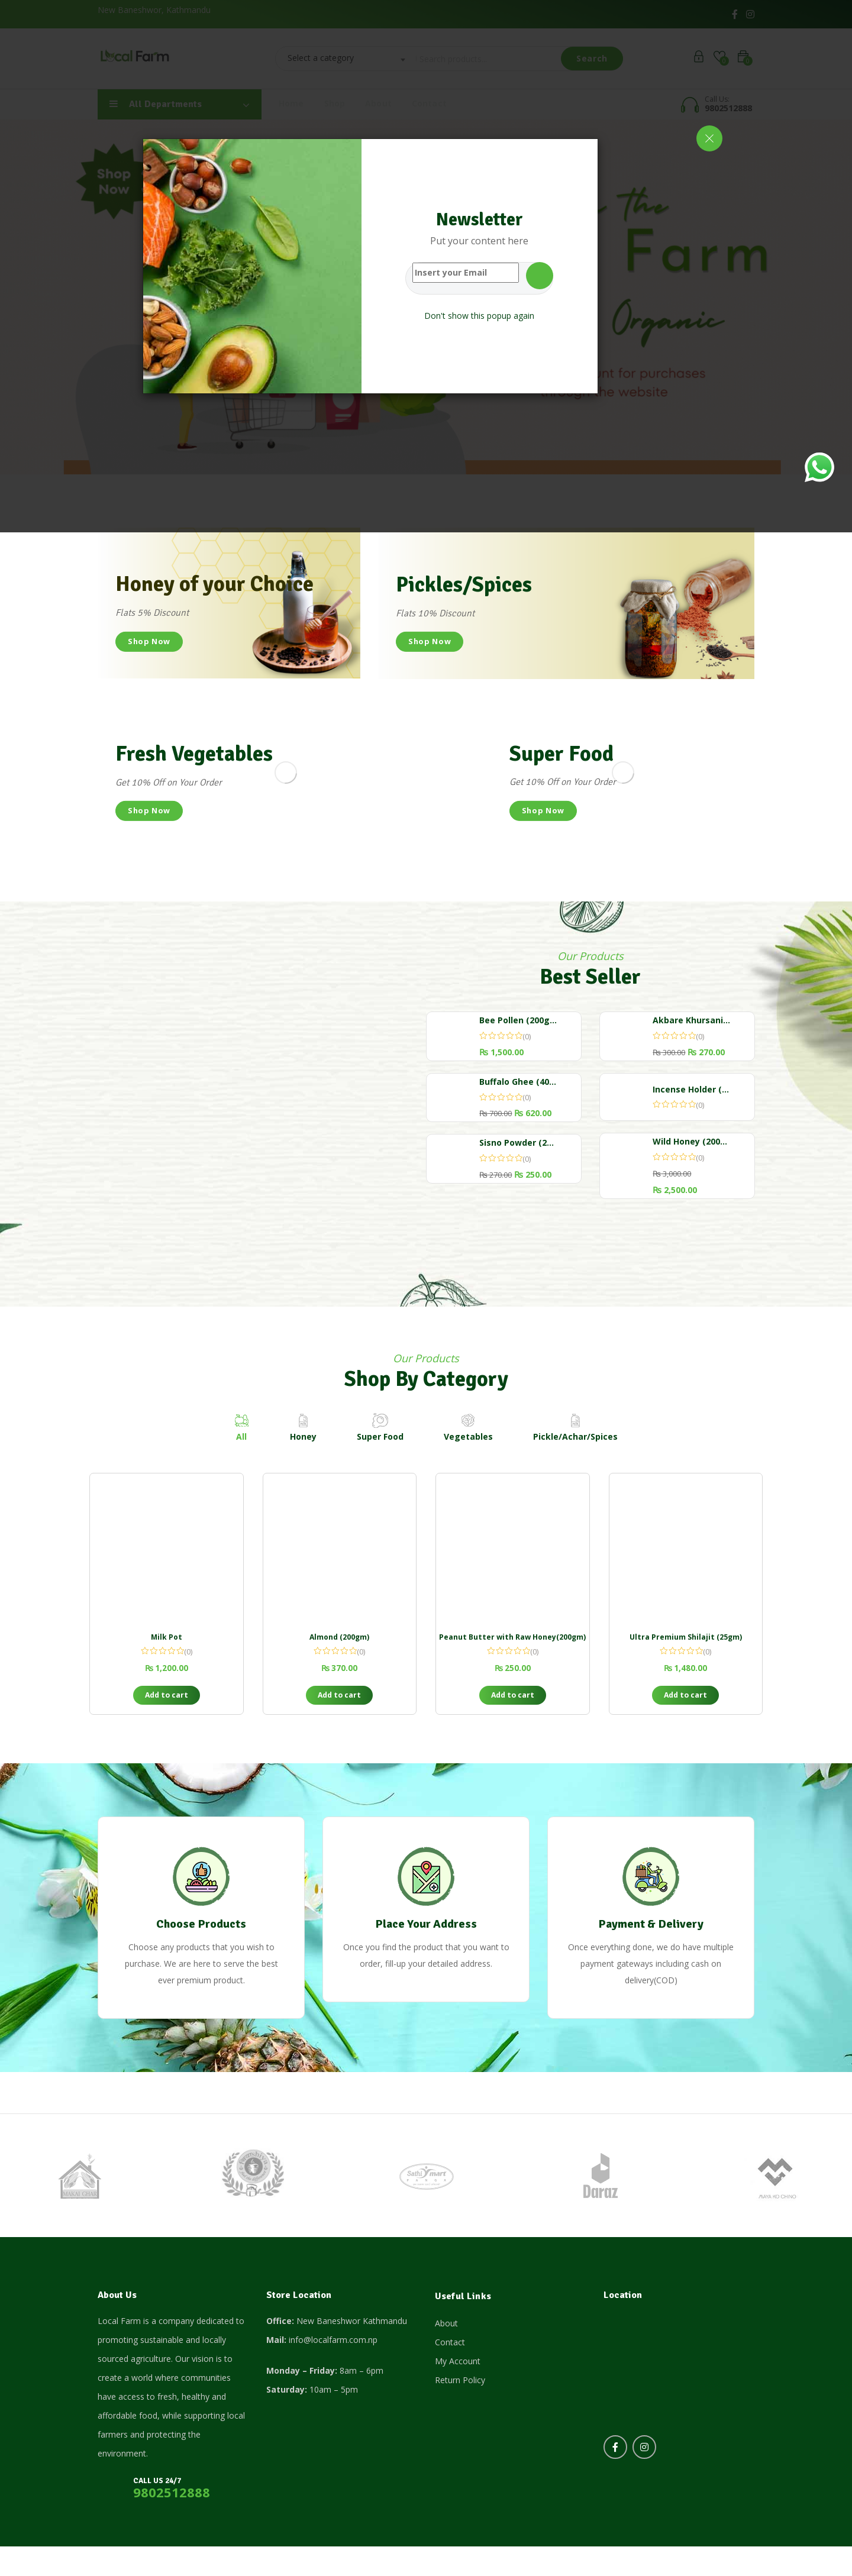 New Baneshwor, Kathmandu
Local Farm
Select a category
Search products...
Search
All Departments
Call Us:
9802512888
Shop
Now
the
Farm
Organic
unt for purchases
through the website
Newsletter
Put your content here
Insert your Email
Don't show this popup again
Honey of your Choice
Flats 5% Discount
Shop Now
Pickles/Spices
Flats 10% Discount
Shop Now
Fresh Vegetables
Get 10% Off on Your Order
Shop Now
Super Food
Get 10% Off on Your Order
Shop Now
Our Products
Best Seller
Bee Pollen (200g...
(0)
₨ 1,500.00
Akbare Khursani...
(0)
₨ 300.00 ₨ 270.00
Buffalo Ghee (40...
(0)
₨ 700.00 ₨ 620.00
Incense Holder (...
(0)
Sisno Powder (2...
(0)
₨ 270.00 ₨ 250.00
Wild Honey (200...
(0)
₨ 3,000.00
₨ 2,500.00
Our Products
Shop By Category
All
Honey
Super Food
Vegetables
Pickle/Achar/Spices
Milk Pot
(0)
₨ 1,200.00
Add to cart
Almond (200gm)
(0)
₨ 370.00
Add to cart
Peanut Butter with Raw Honey(200gm)
(0)
₨ 250.00
Add to cart
Ultra Premium Shilajit (25gm)
(0)
₨ 1,480.00
Add to cart
Choose Products
Choose any products that you wish to
purchase. We are here to serve the best
ever premium product.
Place Your Address
Once you find the product that you want to
order, fill-up your detailed address.
Payment & Delivery
Once everything done, we do have multiple
payment gateways including cash on
delivery(COD)
Daraz
About Us
Local Farm is a company dedicated to
promoting sustainable and locally
sourced agriculture. Our vision is to
create a world where communities
have access to fresh, healthy and
affordable food, while supporting local
farmers and protecting the
environment.
CALL US 24/7
9802512888
Store Location
Office: New Baneshwor Kathmandu
Mail: info@localfarm.com.np
Monday – Friday: 8am – 6pm
Saturday: 10am – 5pm
Useful Links
About
Contact
My Account
Return Policy
Location